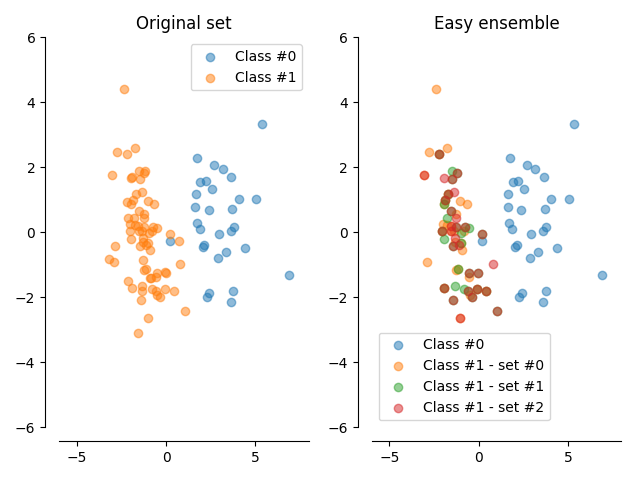 Original set
Easy ensemble
6
4
2
0
−2
−4
−6
−5
0
5
Class #0
Class #1
6
4
2
0
−2
−4
−6
−5
0
5
Class #0
Class #1 - set #0
Class #1 - set #1
Class #1 - set #2